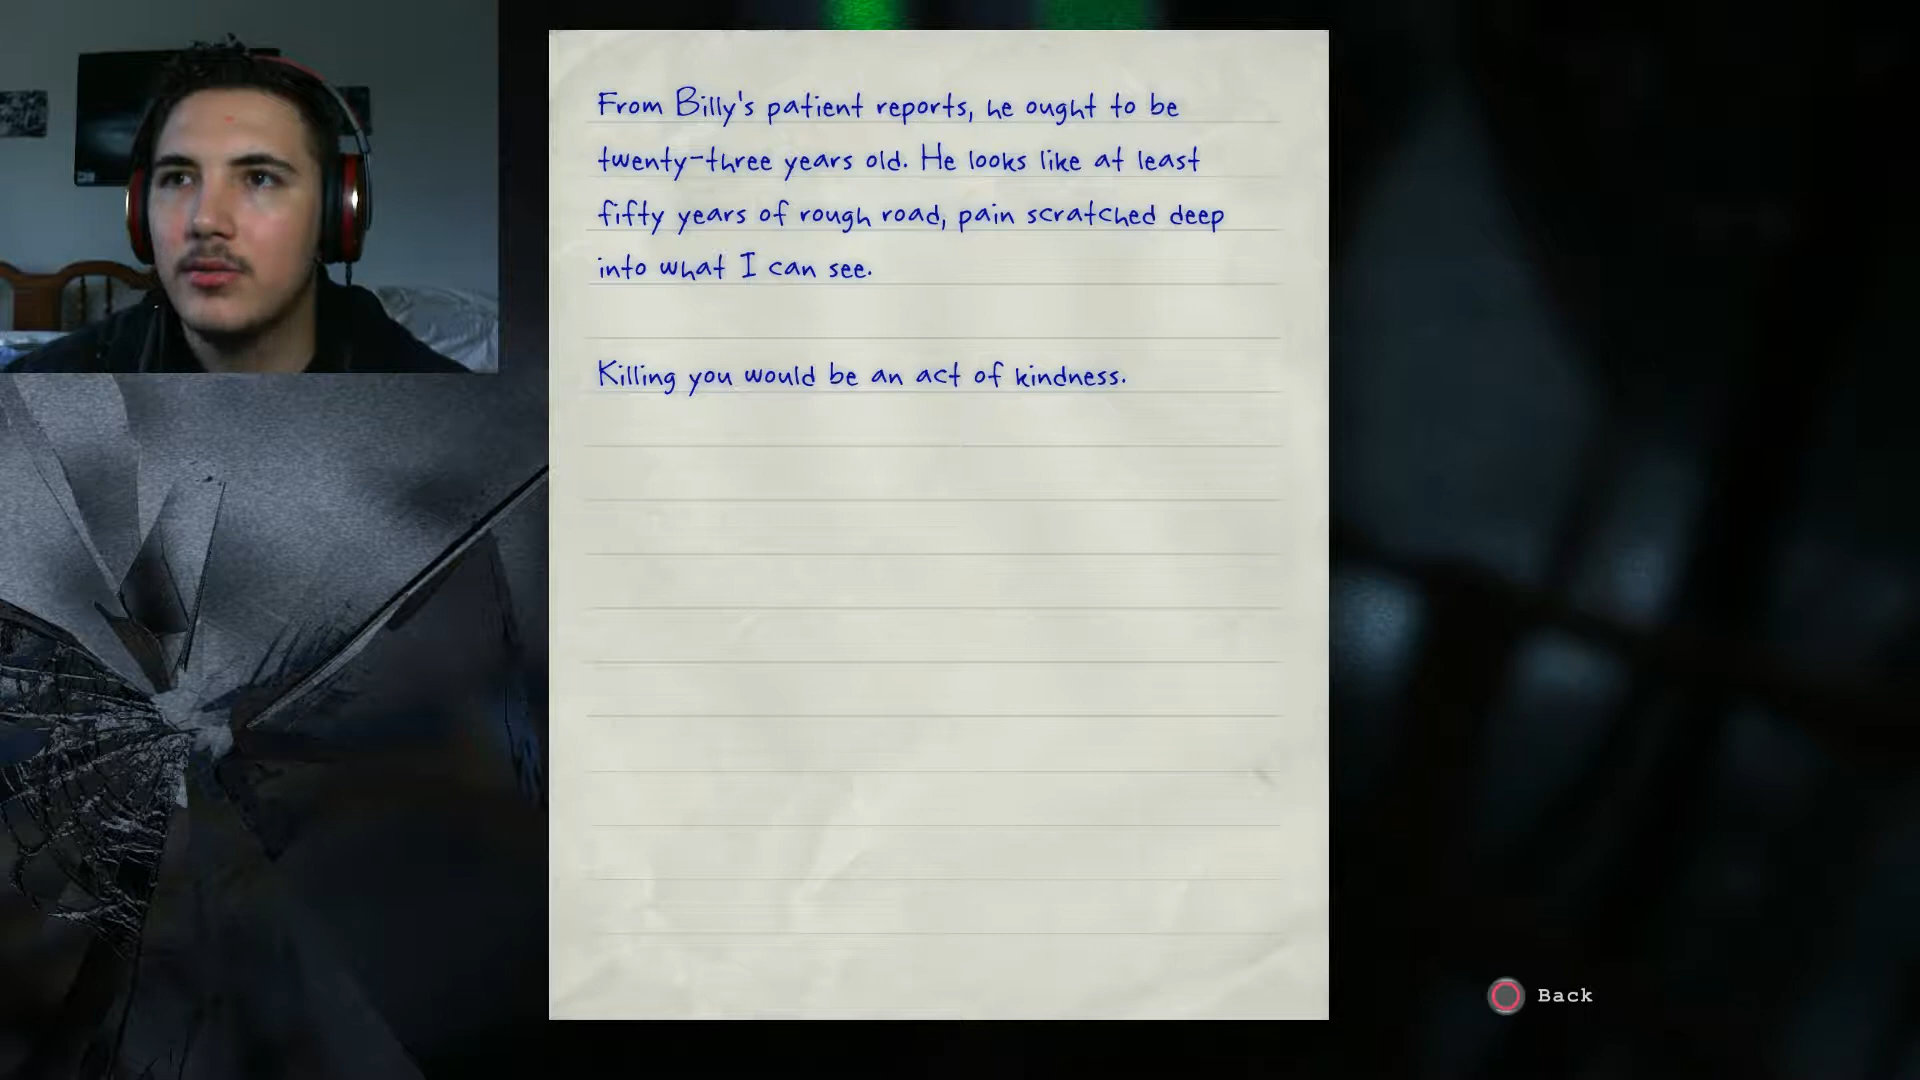 From Billy's patient reports, he ought to be
twenty-three years old. He looks like at least
fifty years of rough road, pain scratched deep
into what I can see.
Killing you would be an act of kindness.
Back